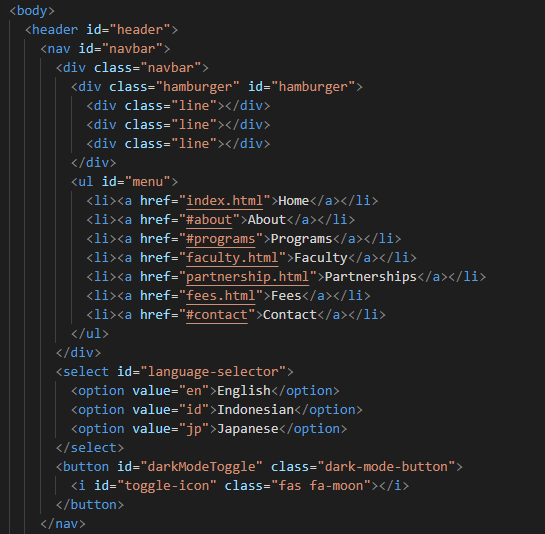 <body>
<header id="header">
<nav id="navbar">
<div class="navbar">
<div class="hamburger" id="hamburger">
<div class="line"></div>
<div class="line"></div>
<div class="line"></div>
</div>
<ul id="menu">
<li><a href="index.html">Home</a></li>
<li><a href="#about">About</a></li>
<li><a href="#programs">Programs</a></li>
<li><a href="faculty.html">Faculty</a></li>
<li><a href="partnership.html">Partnerships</a></li>
<li><a href="fees.html">Fees</a></li>
<li><a href="#contact">Contact</a></li>
</ul>
</div>
<select id="language-selector">
<option value="en">English</option>
<option value="id">Indonesian</option>
<option value="jp">Japanese</option>
</select>
<button id="darkModeToggle" class="dark-mode-button">
<i id="toggle-icon" class="fas fa-moon"></i>
</button>
</nav>